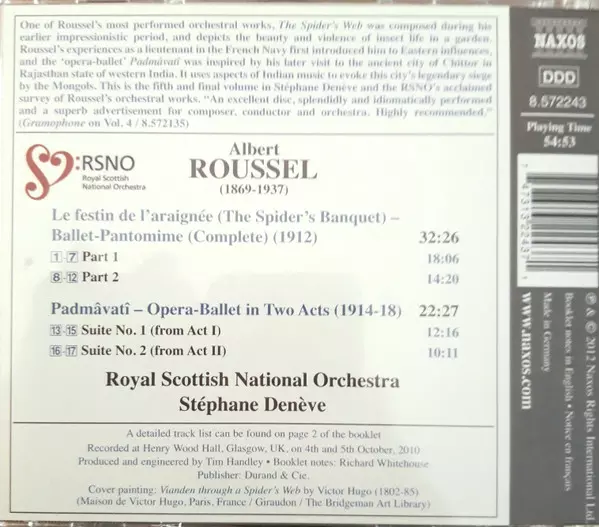 One of Roussel's most performed orchestral works, The Spider's Web was composed during his
earlier impressionistic period, and depicts the beauty and violence of insect life in a garden.
Roussel's experiences as a lieutenant in the French Navy first introduced him to Eastern influences,
and the 'opera-ballet' Padmâvatî was inspired by his later visit to the ancient city of Chittor in
Rajasthan state of western India. It uses aspects of Indian music to evoke this city's legendary siege
by the Mongols. This is the fifth and final volume in Stéphane Denève and the RSNO's acclaimed
survey of Roussel's orchestral works. "An excellent disc, splendidly and idiomatically performed
and a superb advertisement for composer, conductor and orchestra. Highly recommended."
(Gramophone on Vol. 4 / 8.572135)
:RSNO
Royal Scottish
National Orchestra
Albert
ROUSSEL
(1869-1937)
Le festin de l'araignée (The Spider's Banquet) –
Ballet-Pantomime (Complete) (1912) 32:26
1-7 Part 1 18:06
8-12 Part 2 14:20
Padmâvatî – Opera-Ballet in Two Acts (1914-18) 22:27
13-15 Suite No. 1 (from Act I) 12:16
16-17 Suite No. 2 (from Act II) 10:11
Royal Scottish National Orchestra
Stéphane Denève
A detailed track list can be found on page 2 of the booklet
Recorded at Henry Wood Hall, Glasgow, UK, on 4th and 5th October, 2010
Produced and engineered by Tim Handley • Booklet notes: Richard Whitehouse
Publisher: Durand & Cie.
Cover painting: Vianden through a Spider's Web by Victor Hugo (1802-85)
(Maison de Victor Hugo, Paris, France / Giraudon / The Bridgeman Art Library)
NAXOS
DDD
8.572243
Playing Time
54:53
www.naxos.com
Made in Germany
Booklet notes in English • Notice en français
℗ & © 2012 Naxos Rights International Ltd.